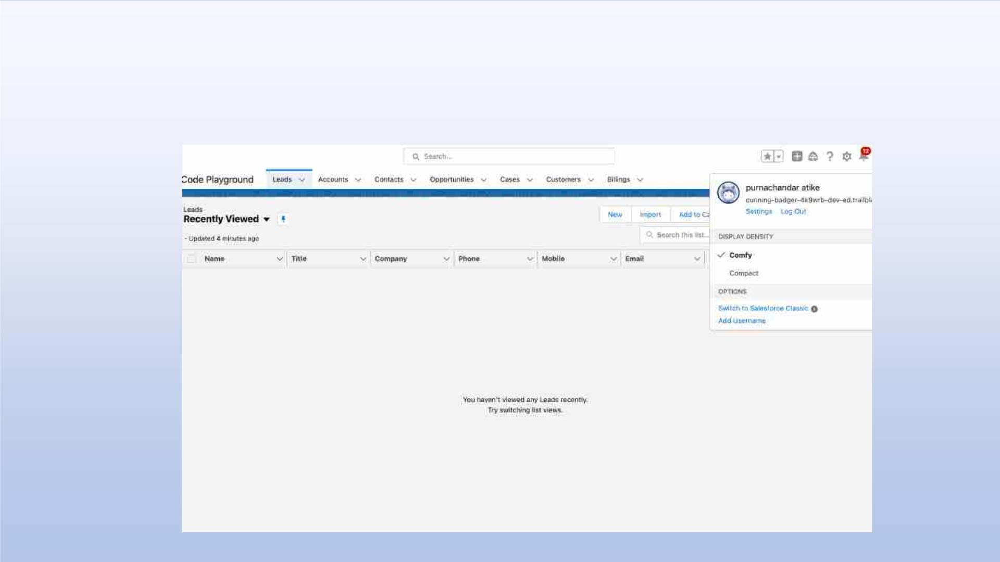 Search...
12
Code Playground Leads Accounts Contacts Opportunities Cases Customers Billings
purnachandar atike
cunning-badger-4k9wrb-dev-ed.trailbla
Settings Log Out
Leads
Recently Viewed
New Import Add to Ca
- Updated 4 minutes ago
Search this list...
DISPLAY DENSITY
Name Title Company Phone Mobile Email
Comfy
Compact
OPTIONS
Switch to Salesforce Classic
Add Username
You haven't viewed any Leads recently.
Try switching list views.